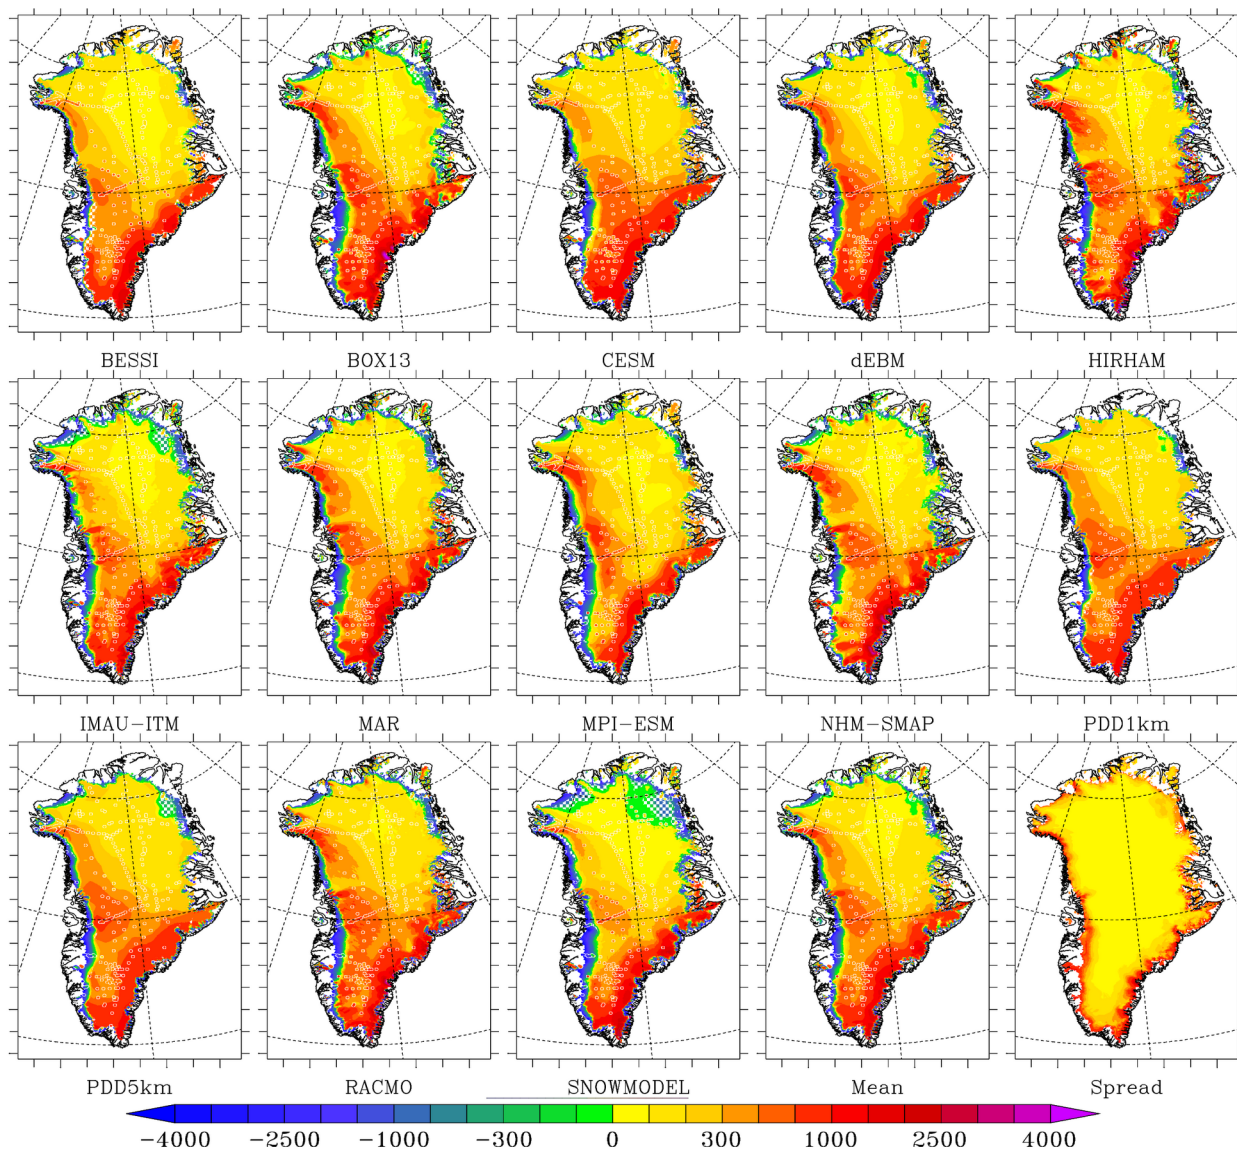 BESSI BOX13 CESM dEBM HIRHAM
IMAU-ITM MAR MPI-ESM NHM-SMAP PDD1km
PDD5km RACMO SNOWMODEL Mean Spread
-4000 -2500 -1000 -300 0 300 1000 2500 4000